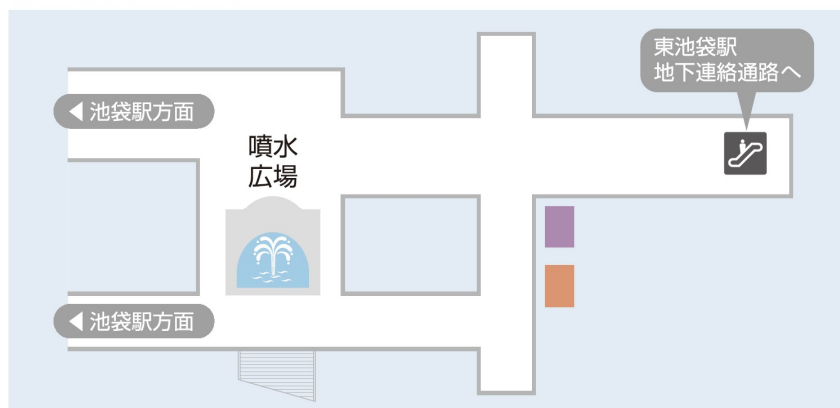 東池袋駅
地下連絡通路へ
池袋駅方面
噴水
広場
池袋駅方面